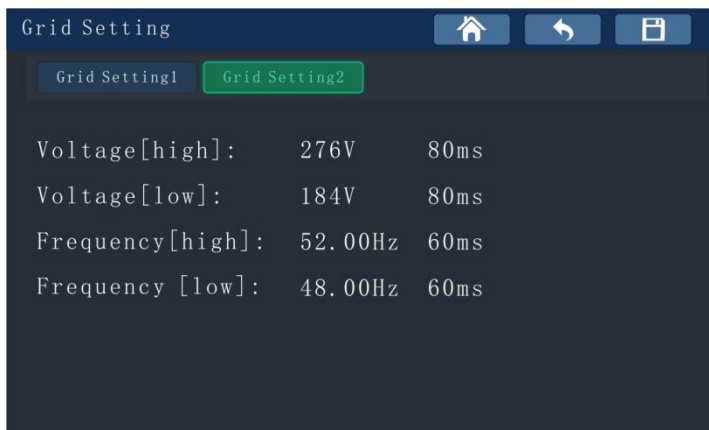 Grid Setting
Grid Setting1 Grid Setting2
Voltage[high]: 276V 80ms
Voltage[low]: 184V 80ms
Frequency[high]: 52.00Hz 60ms
Frequency [low]: 48.00Hz 60ms